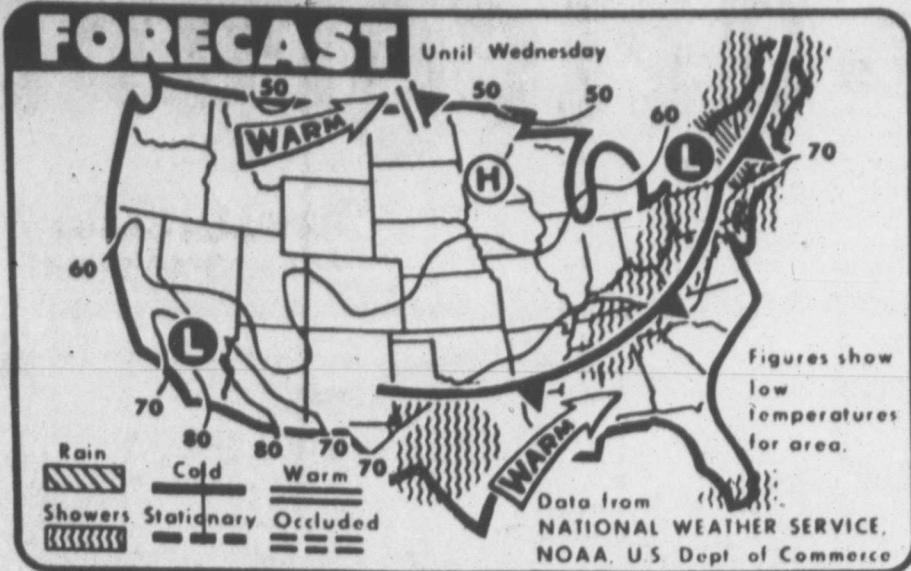 FORECAST
Until Wednesday
50
50
50
60
70
WARM
L
H
60
L
70
80
80
70
70
WARM
Figures show
low
temperatures
for area.
Rain
Cold
Warm
Showers
Stationary
Occluded
Data from
NATIONAL WEATHER SERVICE,
NOAA, U.S. Dept of Commerce